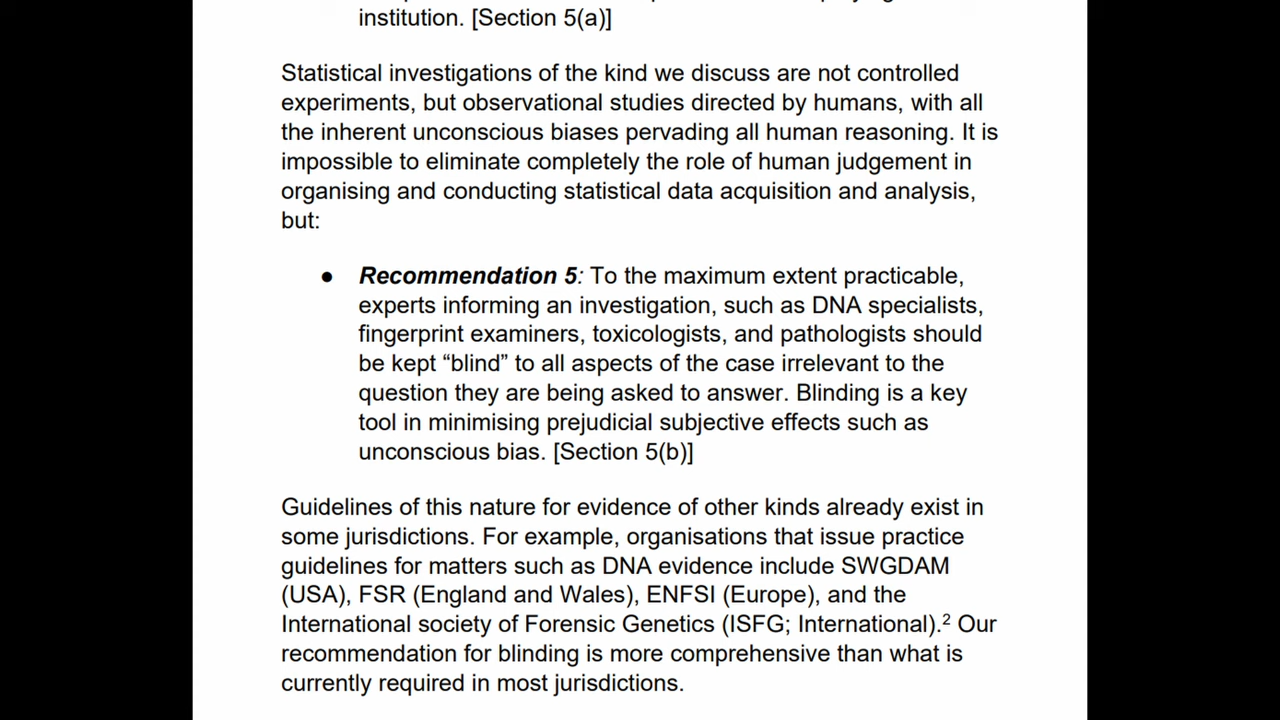 institution. [Section 5(a)]
Statistical investigations of the kind we discuss are not controlled
experiments, but observational studies directed by humans, with all
the inherent unconscious biases pervading all human reasoning. It is
impossible to eliminate completely the role of human judgement in
organising and conducting statistical data acquisition and analysis,
but:
● Recommendation 5: To the maximum extent practicable,
experts informing an investigation, such as DNA specialists,
fingerprint examiners, toxicologists, and pathologists should
be kept “blind” to all aspects of the case irrelevant to the
question they are being asked to answer. Blinding is a key
tool in minimising prejudicial subjective effects such as
unconscious bias. [Section 5(b)]
Guidelines of this nature for evidence of other kinds already exist in
some jurisdictions. For example, organisations that issue practice
guidelines for matters such as DNA evidence include SWGDAM
(USA), FSR (England and Wales), ENFSI (Europe), and the
International society of Forensic Genetics (ISFG; International).² Our
recommendation for blinding is more comprehensive than what is
currently required in most jurisdictions.